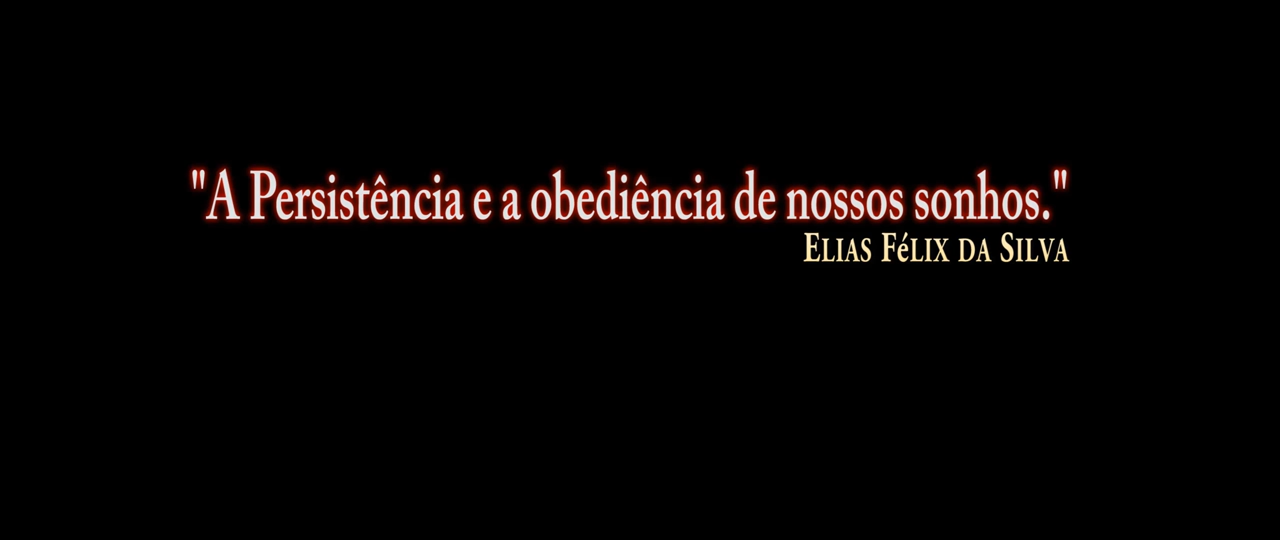 "A Persistência e a obediência de nossos sonhos."
ELIAS FéLIX DA SILVA